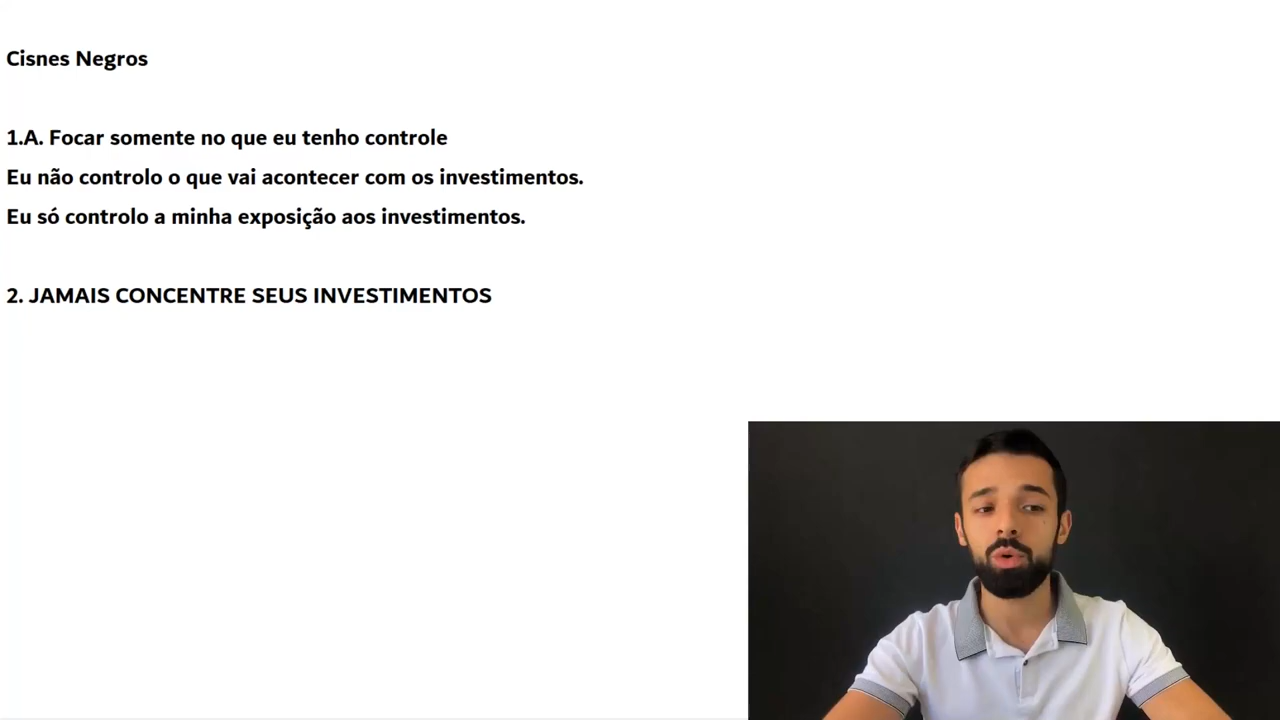 Cisnes Negros
1.A. Focar somente no que eu tenho controle
Eu não controlo o que vai acontecer com os investimentos.
Eu só controlo a minha exposição aos investimentos.
2. JAMAIS CONCENTRE SEUS INVESTIMENTOS